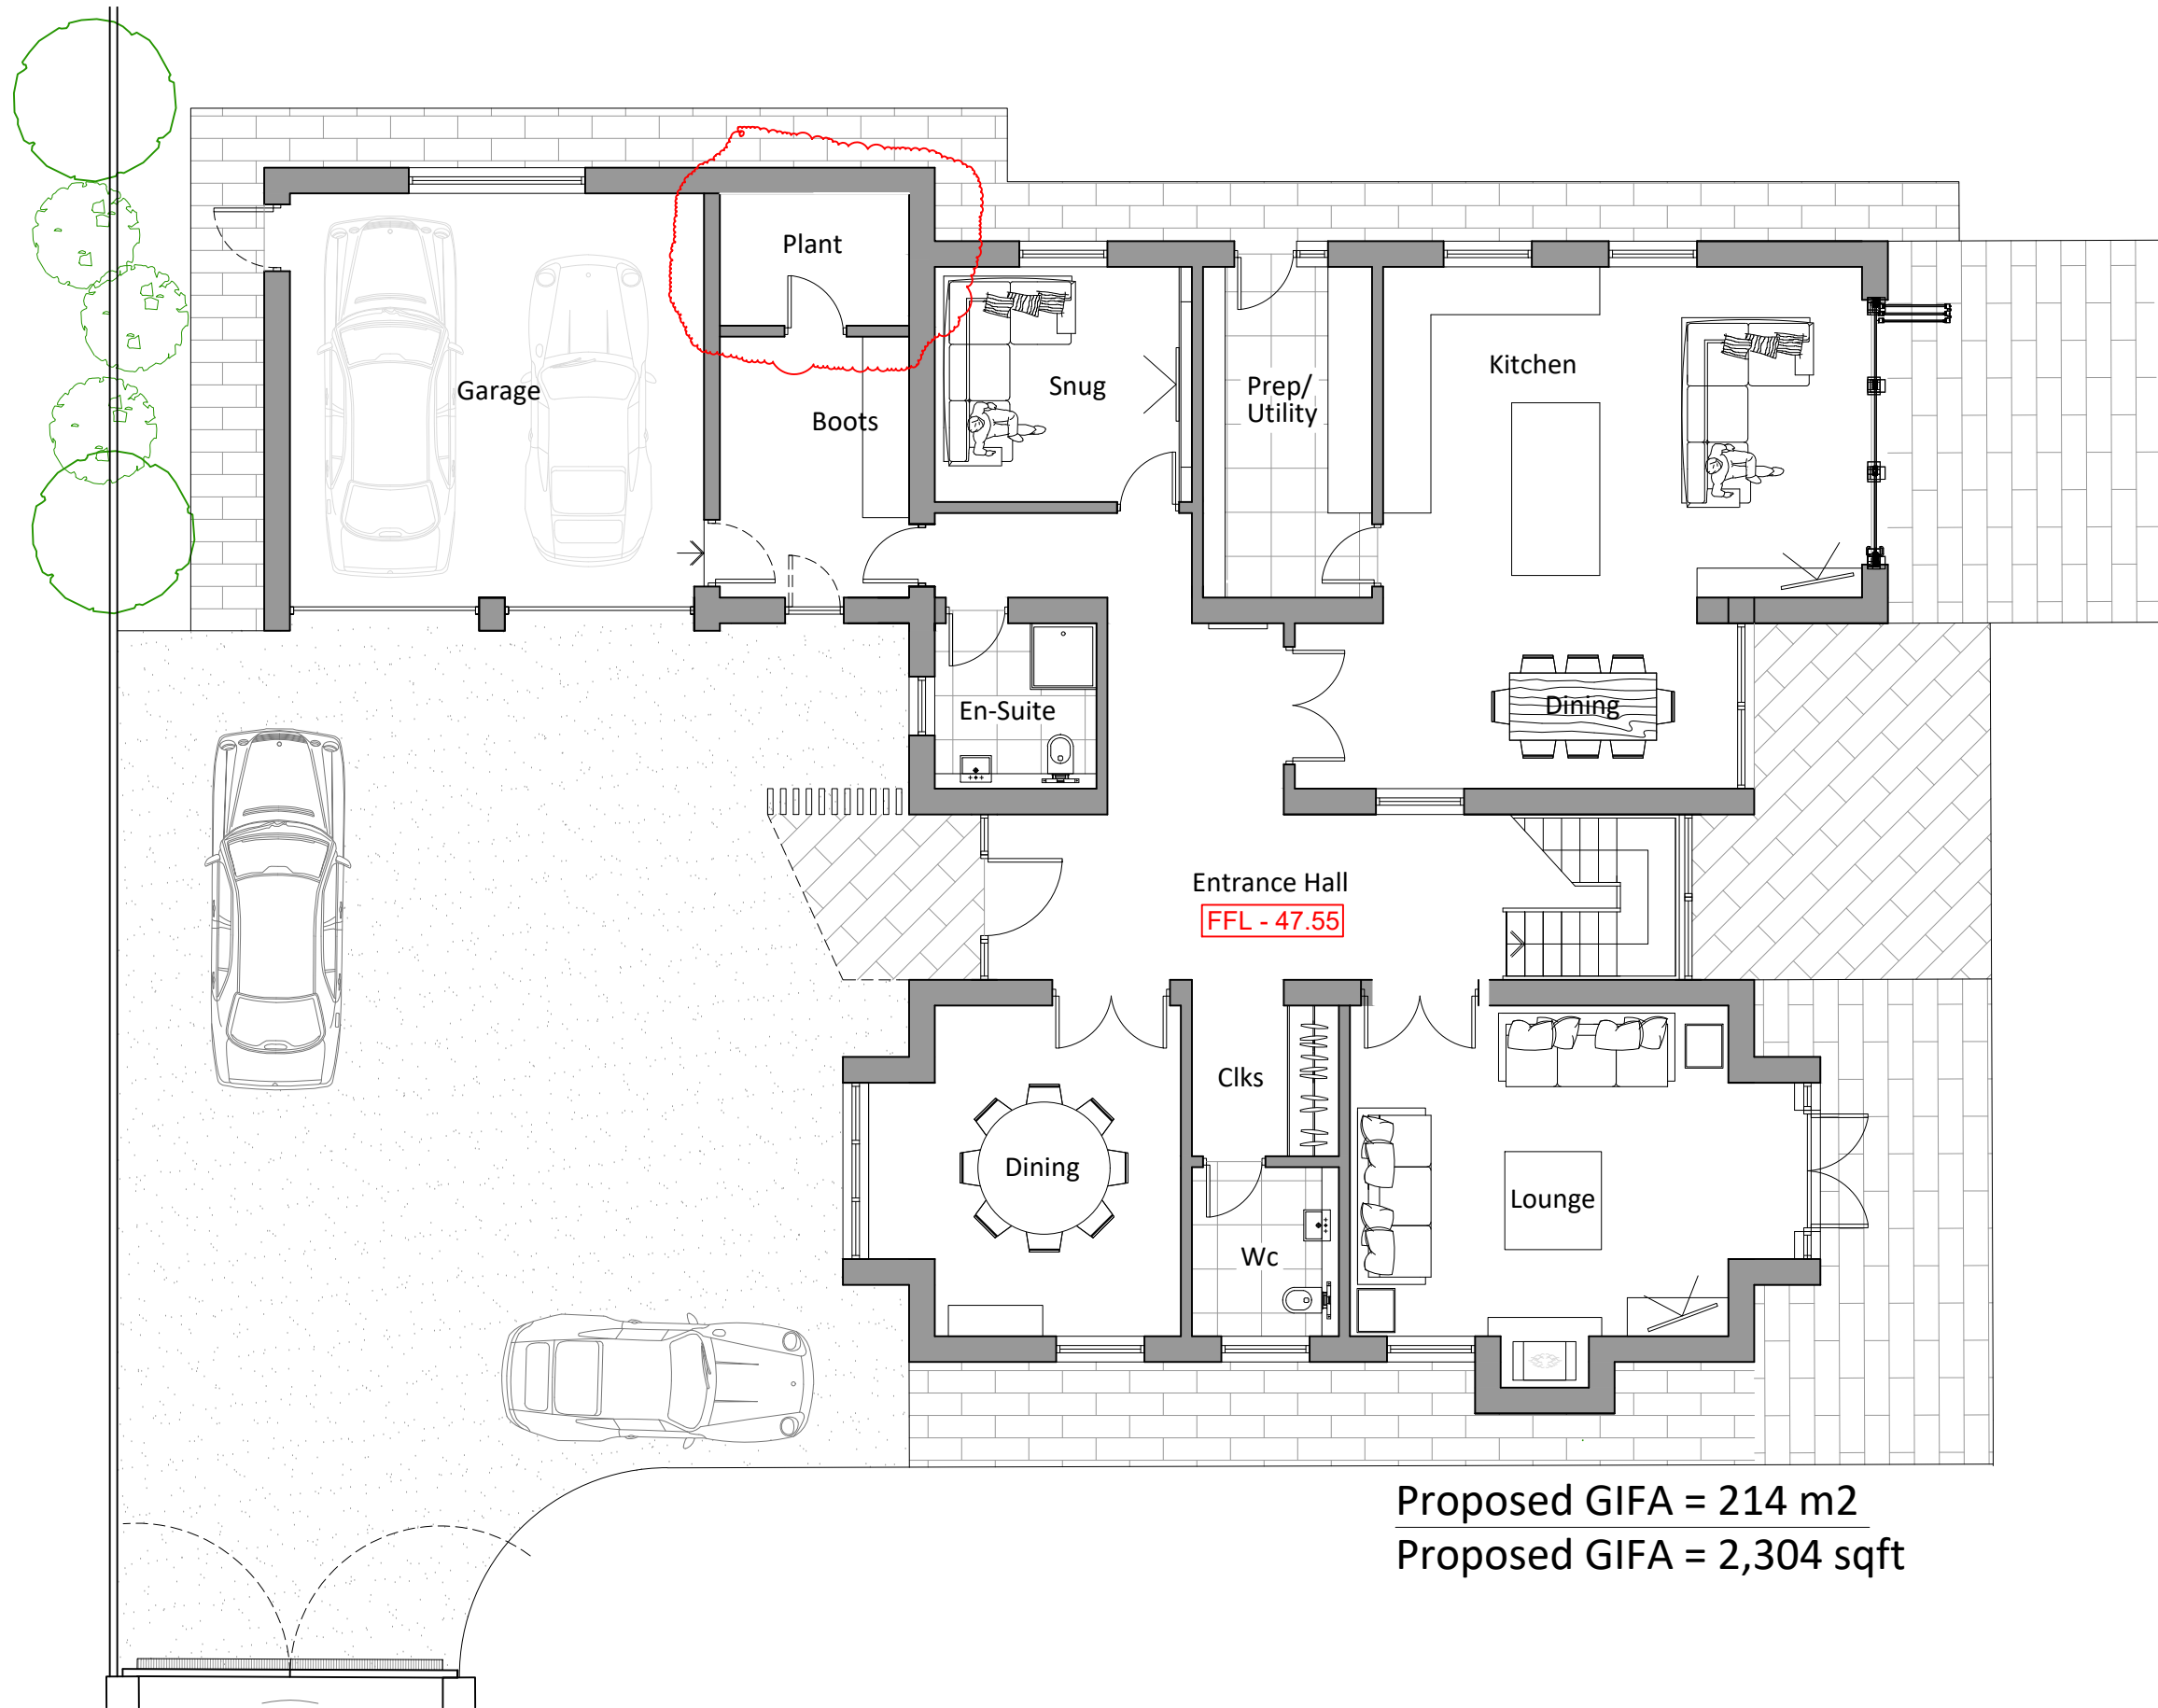 Plant
Garage
Boots
Snug
Prep/
Utility
Kitchen
En-Suite
Dining
Entrance Hall
FFL - 47.55
Clks
Dining
Wc
Lounge
Proposed GIFA = 214 m2
Proposed GIFA = 2,304 sqft